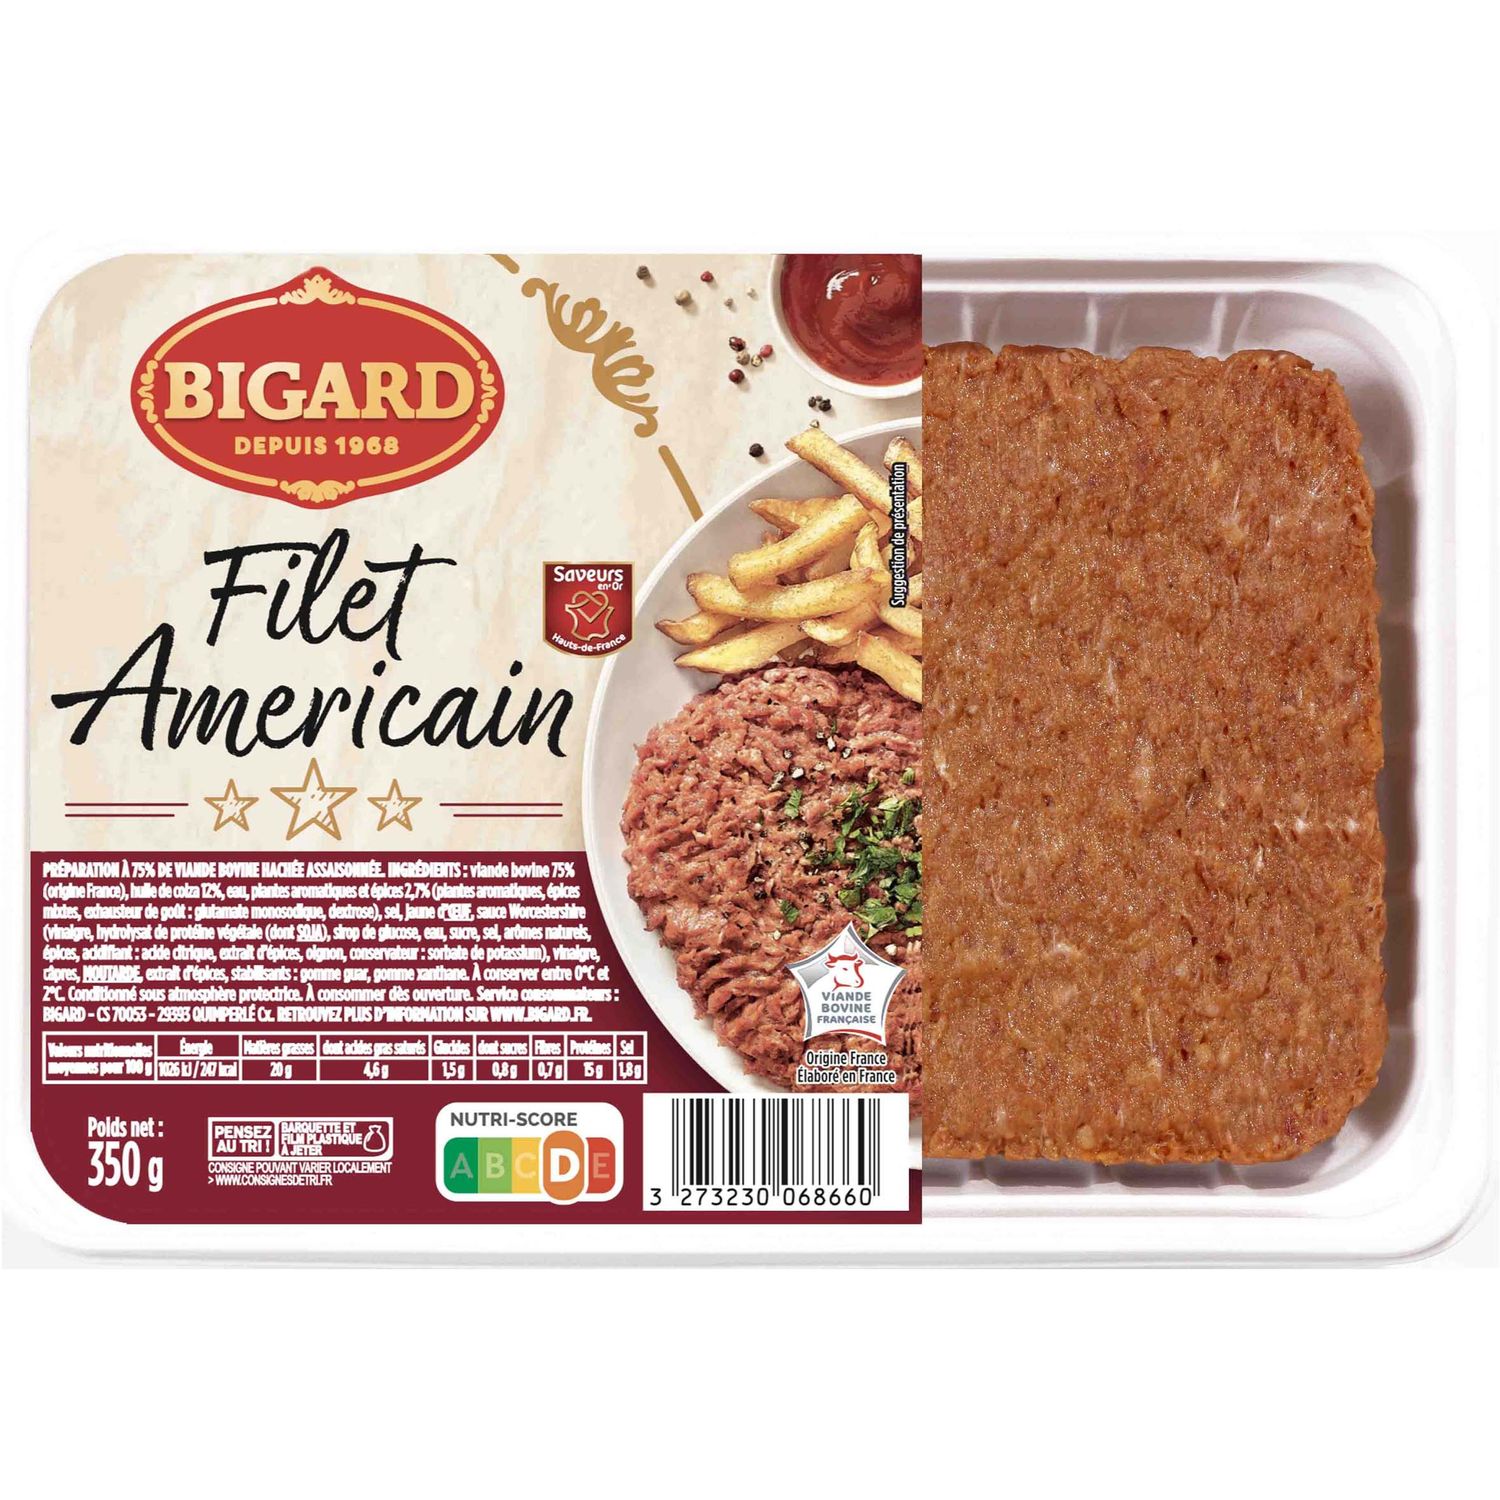 BIGARD
DEPUIS 1968
Filet
Americain
Saveurs
en'Or
Hauts-de-France
Suggestion de présentation
PRÉPARATION À 75% DE VIANDE BOVINE HACHÉE ASSAISONNÉE. INGRÉDIENTS : viande bovine 75%
(origine France), huile de colza 12%, eau, plantes aromatiques et épices 2,7% (plantes aromatiques, épices
mixtes, exhausteur de goût : glutamate monosodique, dextrose), sel, jaune d'ŒUF, sauce Worcestershire
(vinaigre, hydrolysat de protéine végétale (dont SOJA), sirop de glucose, eau, sucre, sel, arômes naturels,
épices, acidifiant : acide citrique, extrait d'épices, oignon, conservateur : sorbate de potassium), vinaigre,
câpres, MOUTARDE, extrait d'épices, stabilisants : gomme guar, gomme xanthane. À conserver entre 0°C et
2°C. Conditionné sous atmosphère protectrice. À consommer dès ouverture. Service consommateurs :
BIGARD - CS 70053 - 29393 QUIMPERLÉ Cx. RETROUVEZ PLUS D'INFORMATION SUR WWW.BIGARD.FR.
Valeurs nutritionnelles moyennes pour 100 g Énergie Matières grasses dont acides gras saturés Glucides dont sucres Fibres Protéines Sel
1026 kJ / 247 kcal 20 g 4,6 g 1,5 g 0,8 g 0,7 g 15 g 1,8 g
VIANDE
BOVINE
FRANÇAISE
Origine France
Élaboré en France
Poids net :
350 g
PENSEZ
AU TRI !
BARQUETTE ET
FILM PLASTIQUE
À JETER
CONSIGNE POUVANT VARIER LOCALEMENT
> WWW.CONSIGNESDETRI.FR
NUTRI-SCORE
A B C D E
3 273230 068660